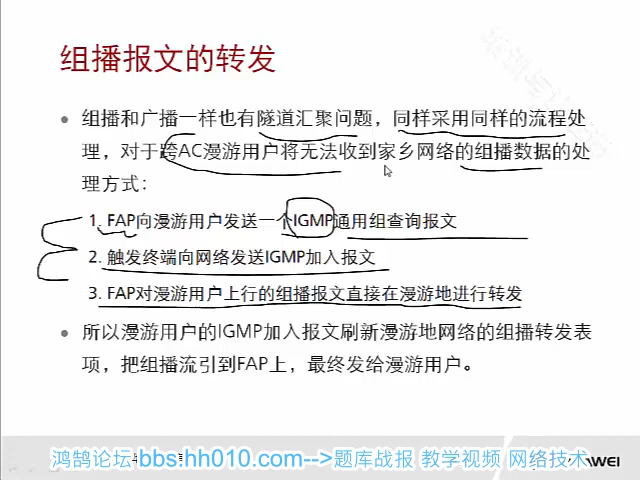 组播报文的转发
组播和广播一样也有隧道汇聚问题，同样采用同样的流程处
理，对于跨AC漫游用户将无法收到家乡网络的组播数据的处
理方式：
1. FAP向漫游用户发送一个IGMP通用组查询报文
2. 触发终端向网络发送IGMP加入报文
3. FAP对漫游用户上行的组播报文直接在漫游地进行转发
所以漫游用户的IGMP加入报文刷新漫游地网络的组播转发表
项，把组播流引到FAP上，最终发给漫游用户。
鸿鹄论坛 bbshh010.com-->题库战报 教学视频 网络技术